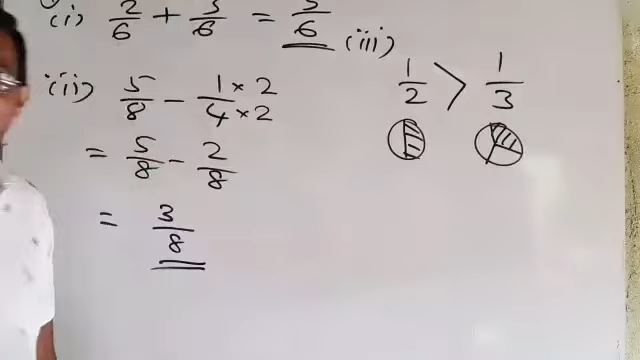 (i) 2/6 + 3/6 = 5/6
(ii) 5/8 - 1 × 2/4 × 2
= 5/8 - 2/8
= 3/8
(iii)
1/2 > 1/3